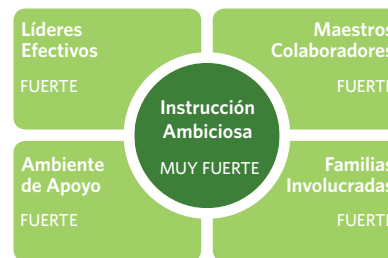 Líderes
Efectivos
FUERTE
Maestros
Colaboradores
FUERTE
Instrucción
Ambiciosa
MUY FUERTE
Ambiente
de Apoyo
FUERTE
Familias
Involucradas
FUERTE